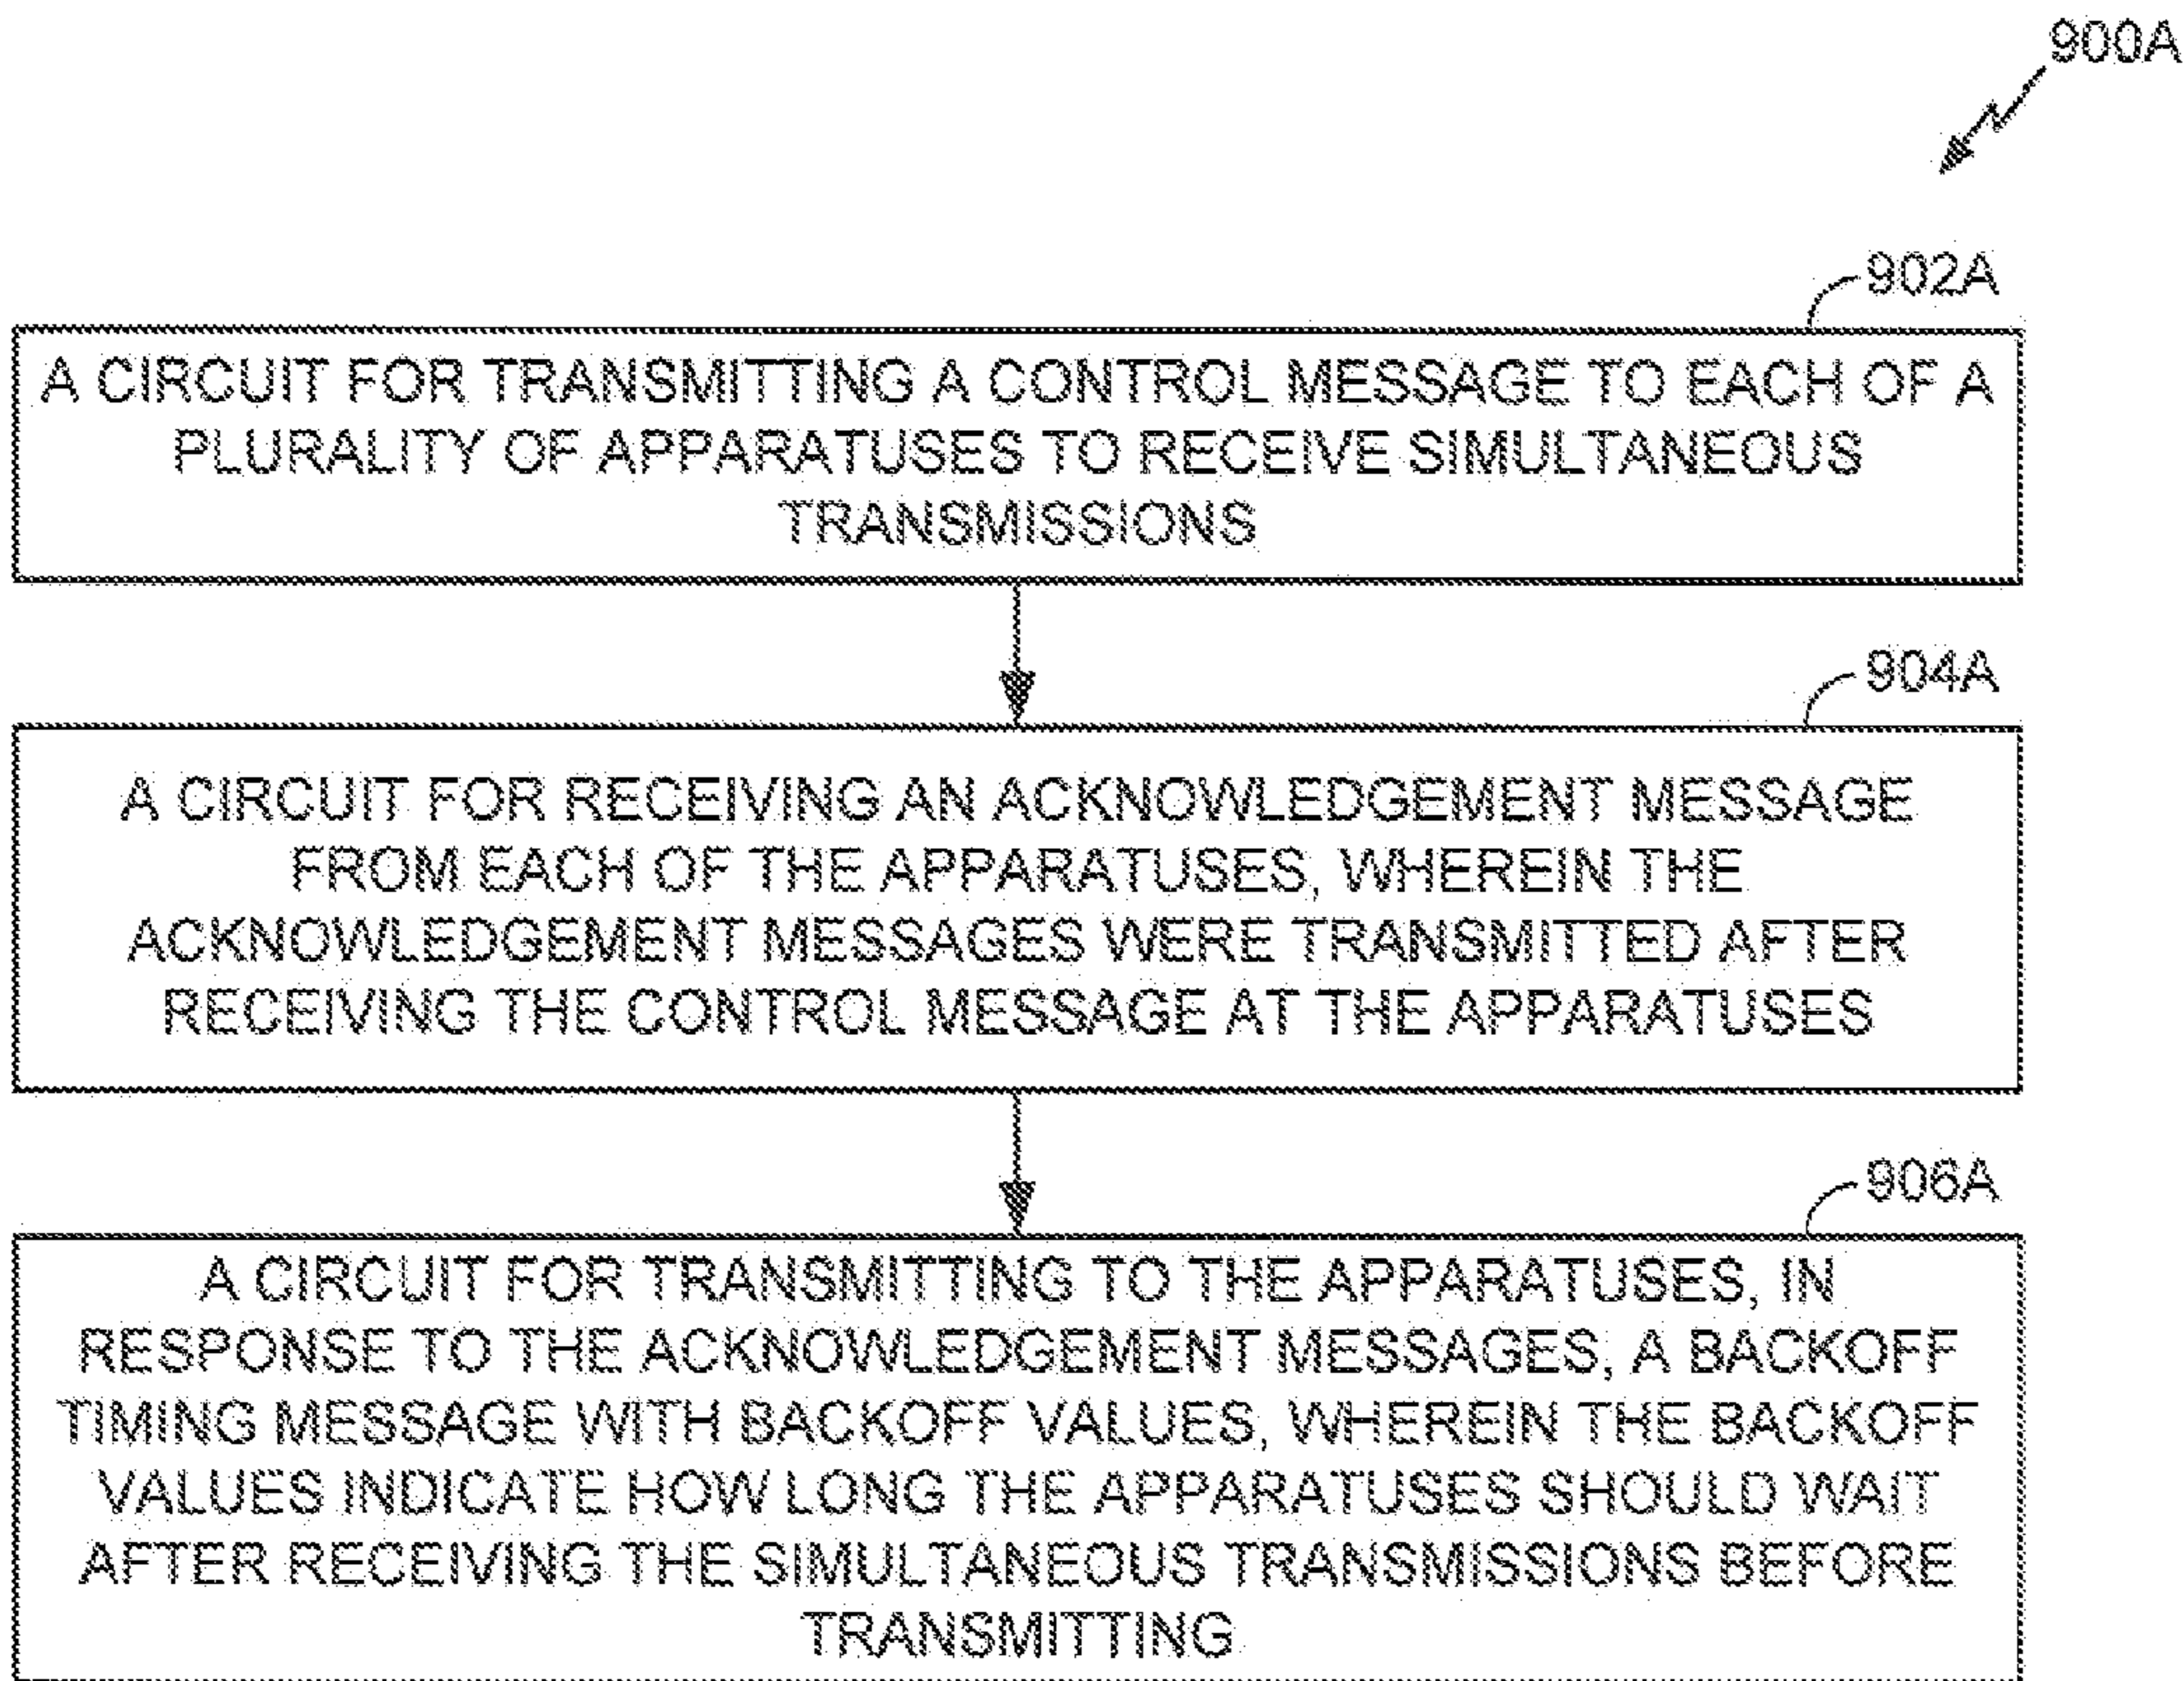 900A
902A
A CIRCUIT FOR TRANSMITTING A CONTROL MESSAGE TO EACH OF A
PLURALITY OF APPARATUSES TO RECEIVE SIMULTANEOUS
TRANSMISSIONS
904A
A CIRCUIT FOR RECEIVING AN ACKNOWLEDGEMENT MESSAGE
FROM EACH OF THE APPARATUSES, WHEREIN THE
ACKNOWLEDGEMENT MESSAGES WERE TRANSMITTED AFTER
RECEIVING THE CONTROL MESSAGE AT THE APPARATUSES
906A
A CIRCUIT FOR TRANSMITTING TO THE APPARATUSES, IN
RESPONSE TO THE ACKNOWLEDGEMENT MESSAGES, A BACKOFF
TIMING MESSAGE WITH BACKOFF VALUES, WHEREIN THE BACKOFF
VALUES INDICATE HOW LONG THE APPARATUSES SHOULD WAIT
AFTER RECEIVING THE SIMULTANEOUS TRANSMISSIONS BEFORE
TRANSMITTING